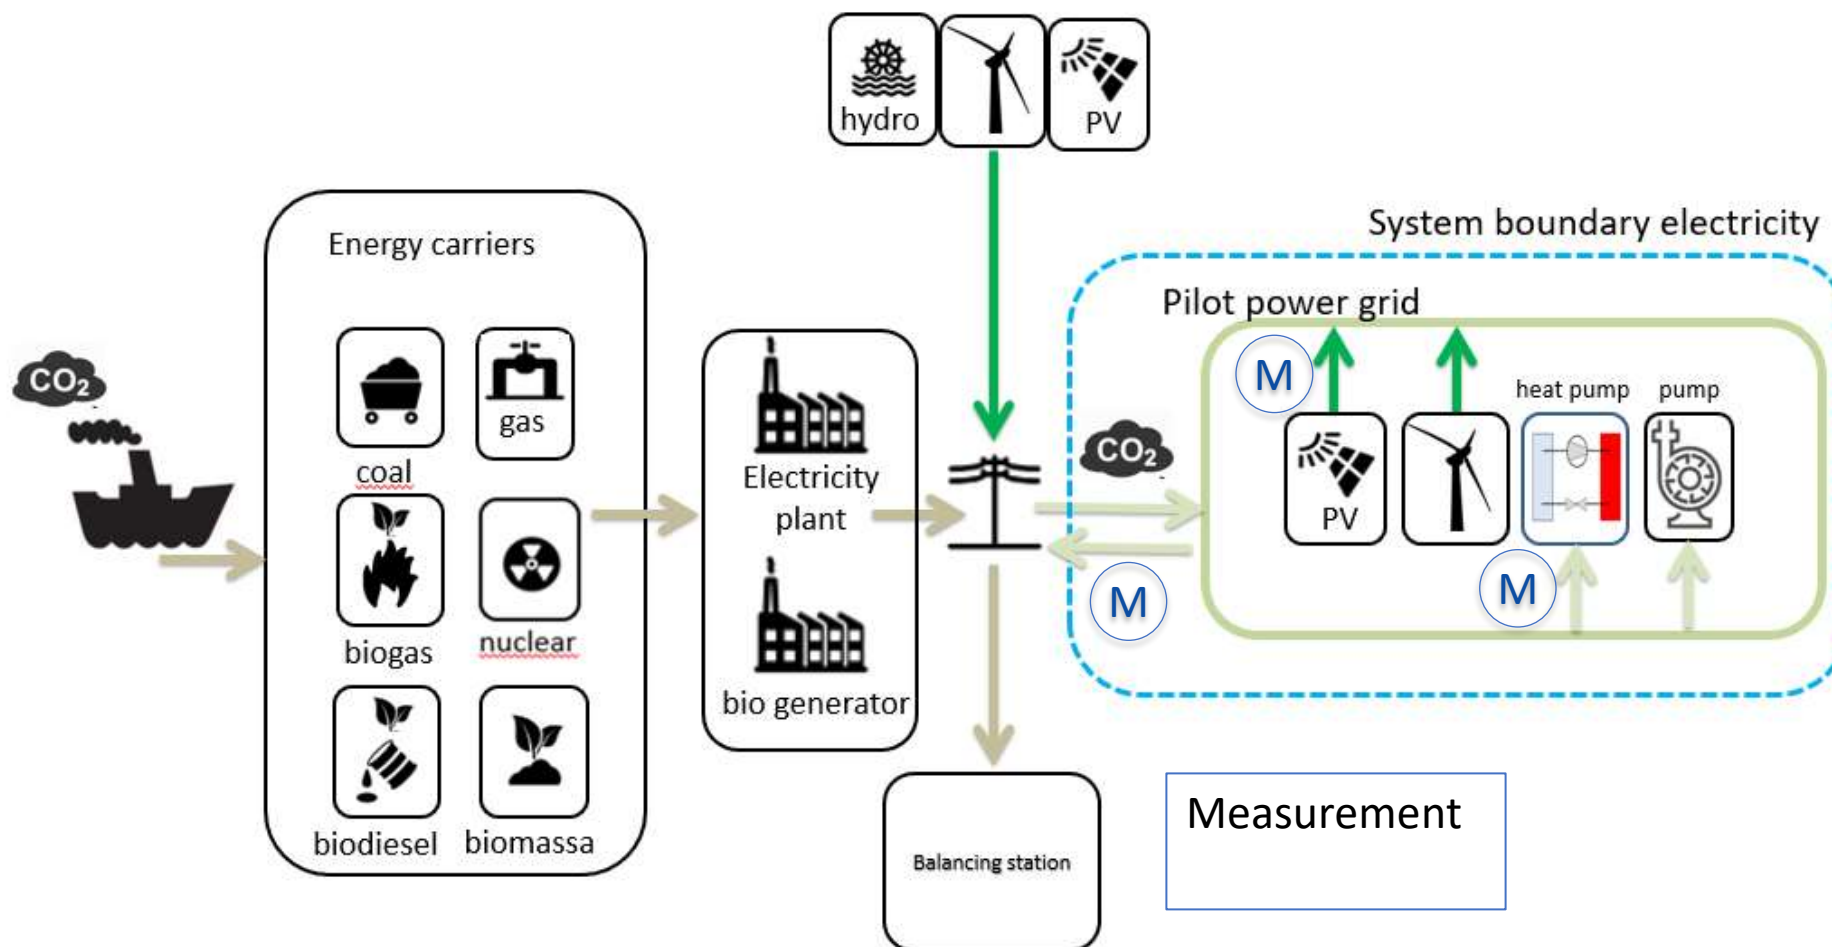 hydro
PV
System boundary electricity
Energy carriers
Pilot power grid
CO₂
M
heat pump
pump
gas
coal
CO₂
Electricity
plant
PV
M
M
biogas
nuclear
bio generator
biodiesel
biomassa
Measurement
Balancing station